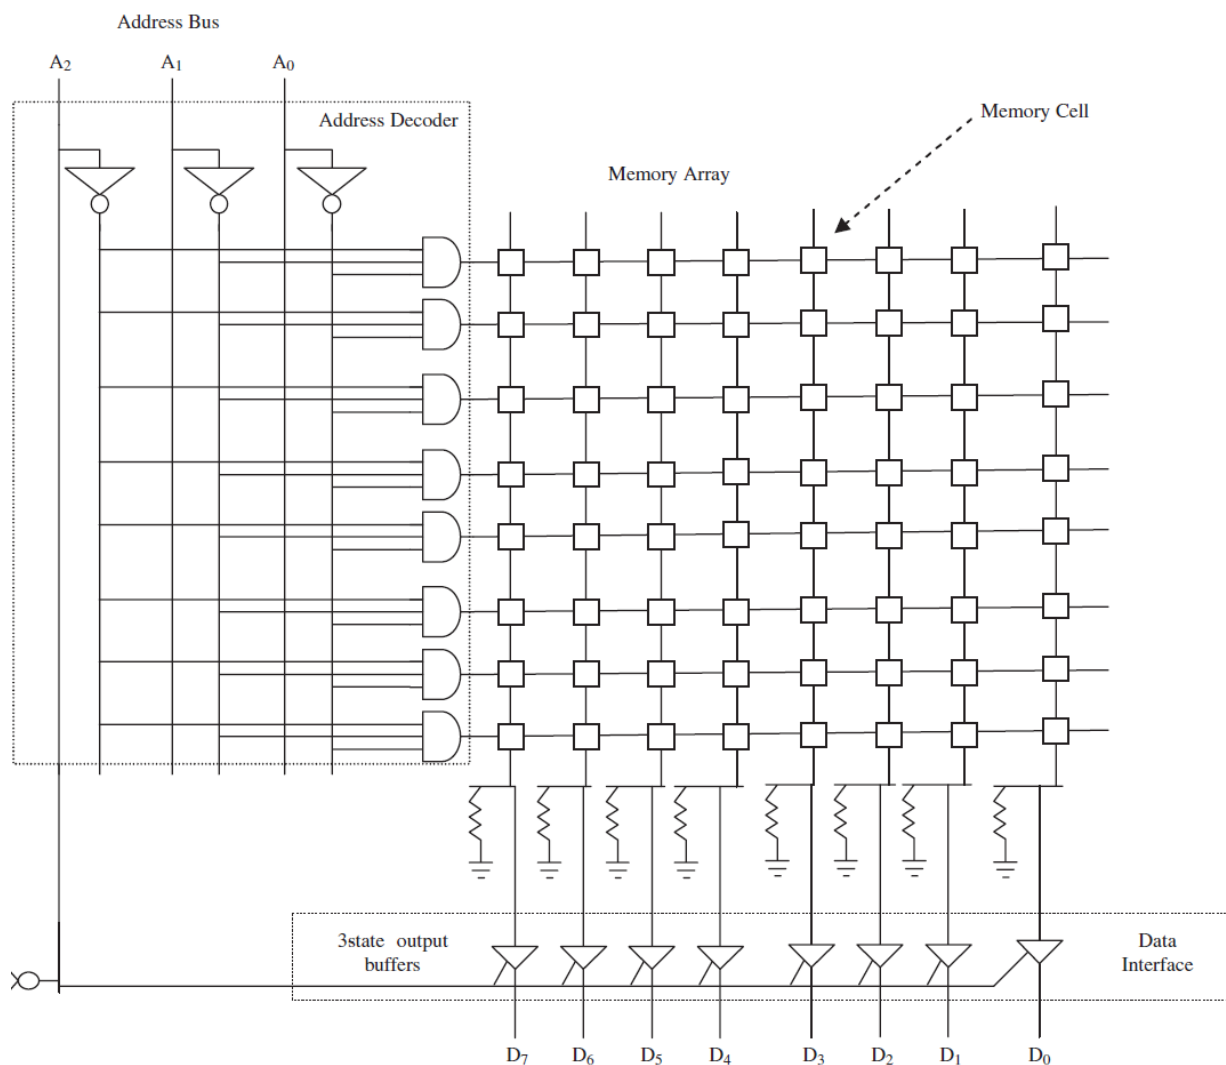 Address Bus
A₂ A₁ A₀
Address Decoder
Memory Cell
Memory Array
3state output
buffers
Data
Interface
D₇ D₆ D₅ D₄ D₃ D₂ D₁ D₀